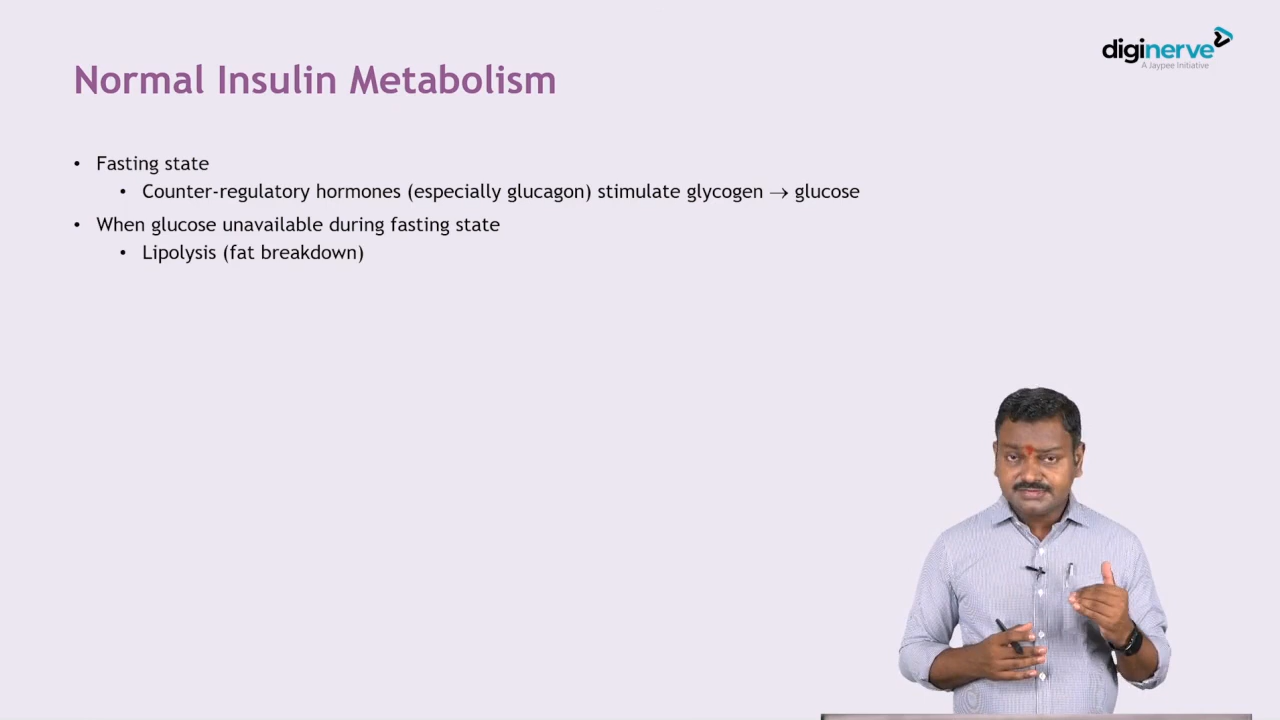 diginerve
A Jaypee Initiative
Normal Insulin Metabolism
• Fasting state
• Counter-regulatory hormones (especially glucagon) stimulate glycogen → glucose
• When glucose unavailable during fasting state
• Lipolysis (fat breakdown)